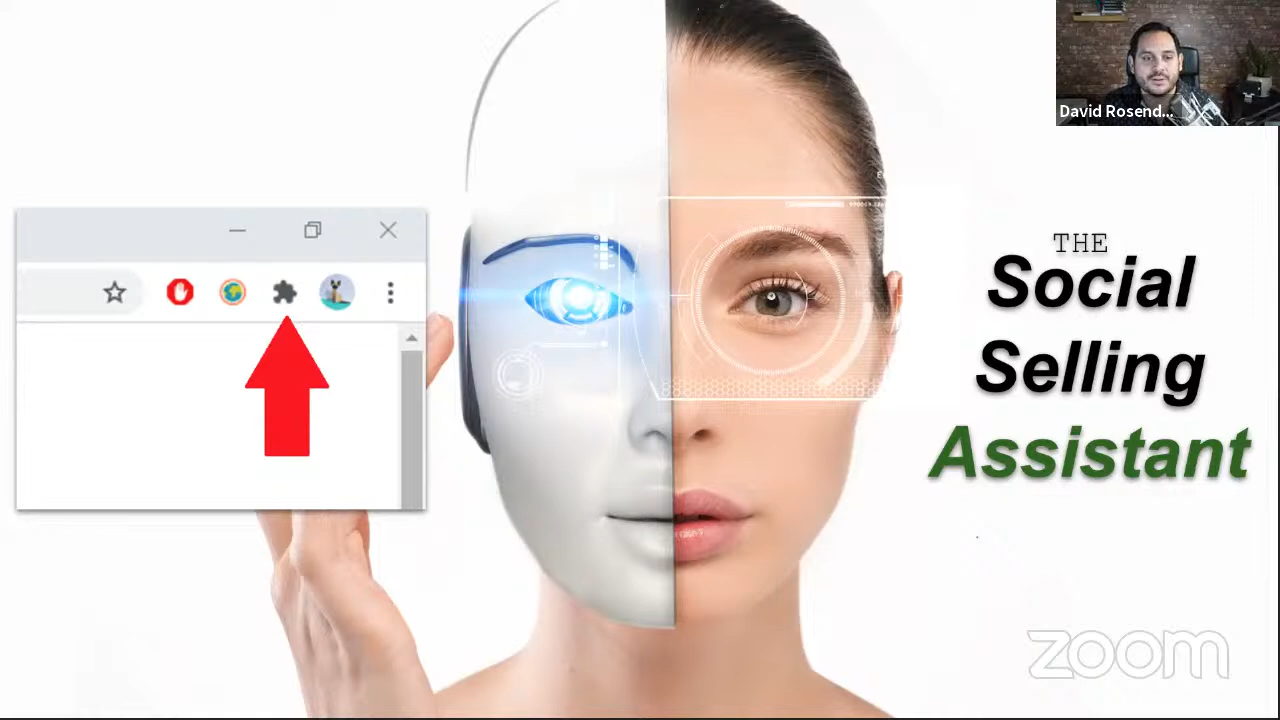 David Rosend...
THE
Social
Selling
Assistant
zoom